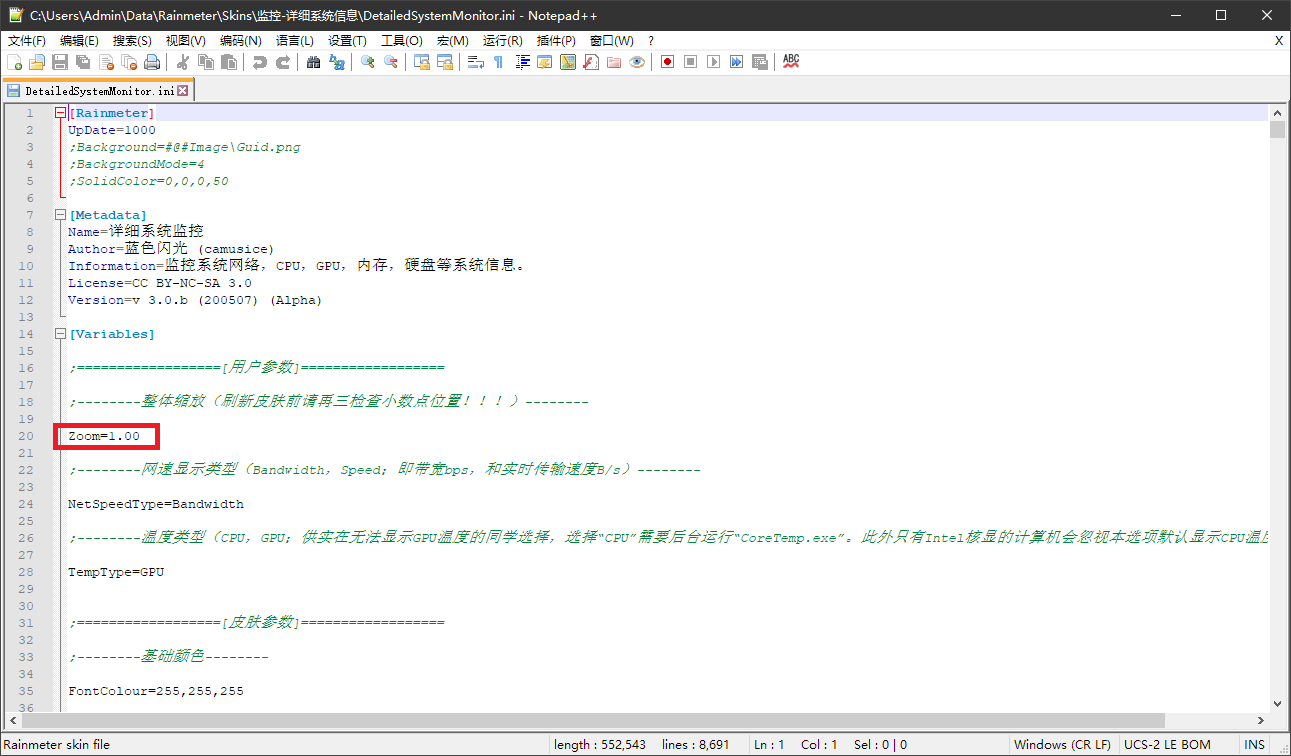 C:\Users\Admin\Data\Rainmeter\Skins\监控-详细系统信息\DetailedSystemMonitor.ini - Notepad++
文件(F) 编辑(E) 搜索(S) 视图(V) 编码(N) 语言(L) 设置(T) 工具(O) 宏(M) 运行(R) 插件(P) 窗口(W) ? X
ABC
DetailedSystemMonitor.ini
1 [Rainmeter]
2 UpDate=1000
3 ;Background=#@#Image\Guid.png
4 ;BackgroundMode=4
5 ;SolidColor=0,0,0,50
6
7 [Metadata]
8 Name=详细系统监控
9 Author=蓝色闪光 (camusice)
10 Information=监控系统网络，CPU，GPU，内存，硬盘等系统信息。
11 License=CC BY-NC-SA 3.0
12 Version=v 3.0.b (200507) (Alpha)
13
14 [Variables]
15
16 ;==================[用户参数]==================
17
18 ;--------整体缩放（刷新皮肤前请再三检查小数点位置！！！）--------
19
20 Zoom=1.00
21
22 ;--------网速显示类型（Bandwidth，Speed；即带宽bps，和实时传输速度B/s）--------
23
24 NetSpeedType=Bandwidth
25
26 ;--------温度类型（CPU，GPU；供实在无法显示GPU温度的同学选择，选择“CPU”需要后台运行“CoreTemp.exe”。此外只有Intel核显的计算机会忽视本选项默认显示CPU温度
27
28 TempType=GPU
29
30
31 ;==================[皮肤参数]==================
32
33 ;--------基础颜色--------
34
35 FontColour=255,255,255
36
Rainmeter skin file length : 552,543 lines : 8,691 Ln : 1 Col : 1 Sel : 0 | 0 Windows (CR LF) UCS-2 LE BOM INS